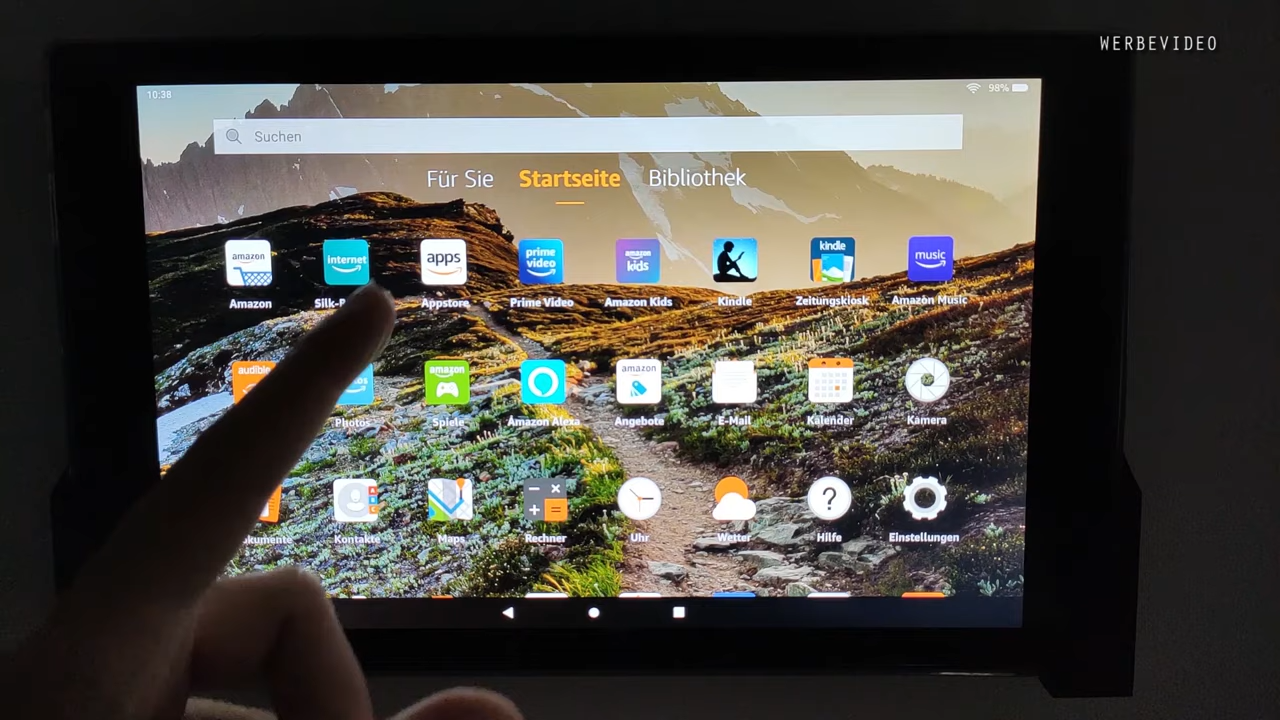 WERBEVIDEO
10:38
98%
Suchen
Für Sie Startseite Bibliothek
amazon internet apps prime video amazon kids kindle music
Amazon Appstore Prime Video Amazon Kids Kindle Zeitungskiosk Amazon Music
audible amazon amazon
Photos Spiele Amazon Alexa Angebote E-Mail Kalender Kamera
Kontakte Maps Rechner Uhr Wetter Hilfe Einstellungen